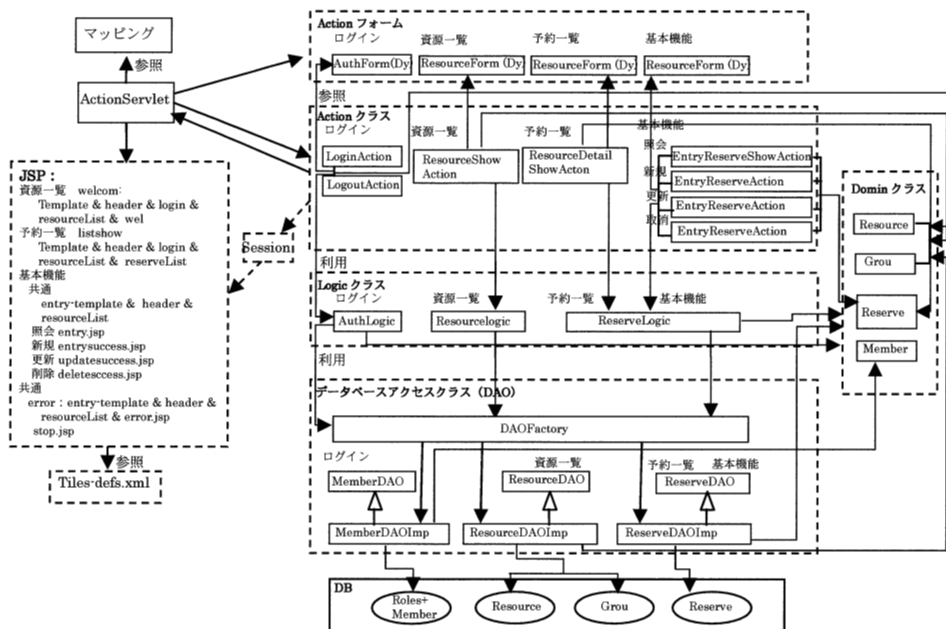 マッピング
参照
ActionServlet
JSP：
資源一覧　welcom:
Template & header & login &
resourceList & wel
予約一覧　listshow
Template & header & login &
resourceList & reserveList
基本機能
共通
entry-template & header &
resourceList
照会 entry.jsp
新規 entrysuccess.jsp
更新 updatesuccess.jsp
削除 deletesccess.jsp
共通
error：entry-template & header &
resourceList & error.jsp
stop.jsp
参照
Tiles-defs.xml
Session
Action フォーム
ログイン
資源一覧
予約一覧
基本機能
AuthForm(Dy
ResourceForm (Dy
ResourceForm (Dy
ResourceForm (Dy
参照
Action クラス
ログイン
資源一覧
予約一覧
基本機能
LoginAction
LogoutAction
ResourceShow
Action
ResourceDetail
ShowActon
照会
EntryReserveShowAction
新規
EntryReserveAction
更新
EntryReserveAction
取消
EntryReserveAction
利用
Logic クラス
ログイン
資源一覧
予約一覧
基本機能
AuthLogic
Resourcelogic
ReserveLogic
利用
データベースアクセスクラス（DAO）
DAOFactory
ログイン
資源一覧
予約一覧
基本機能
MemberDAO
ResourceDAO
ReserveDAO
MemberDAOImp
ResourceDAOImp
ReserveDAOImp
Domin クラス
Resource
Grou
Reserve
Member
DB
Roles+
Member
Resource
Grou
Reserve